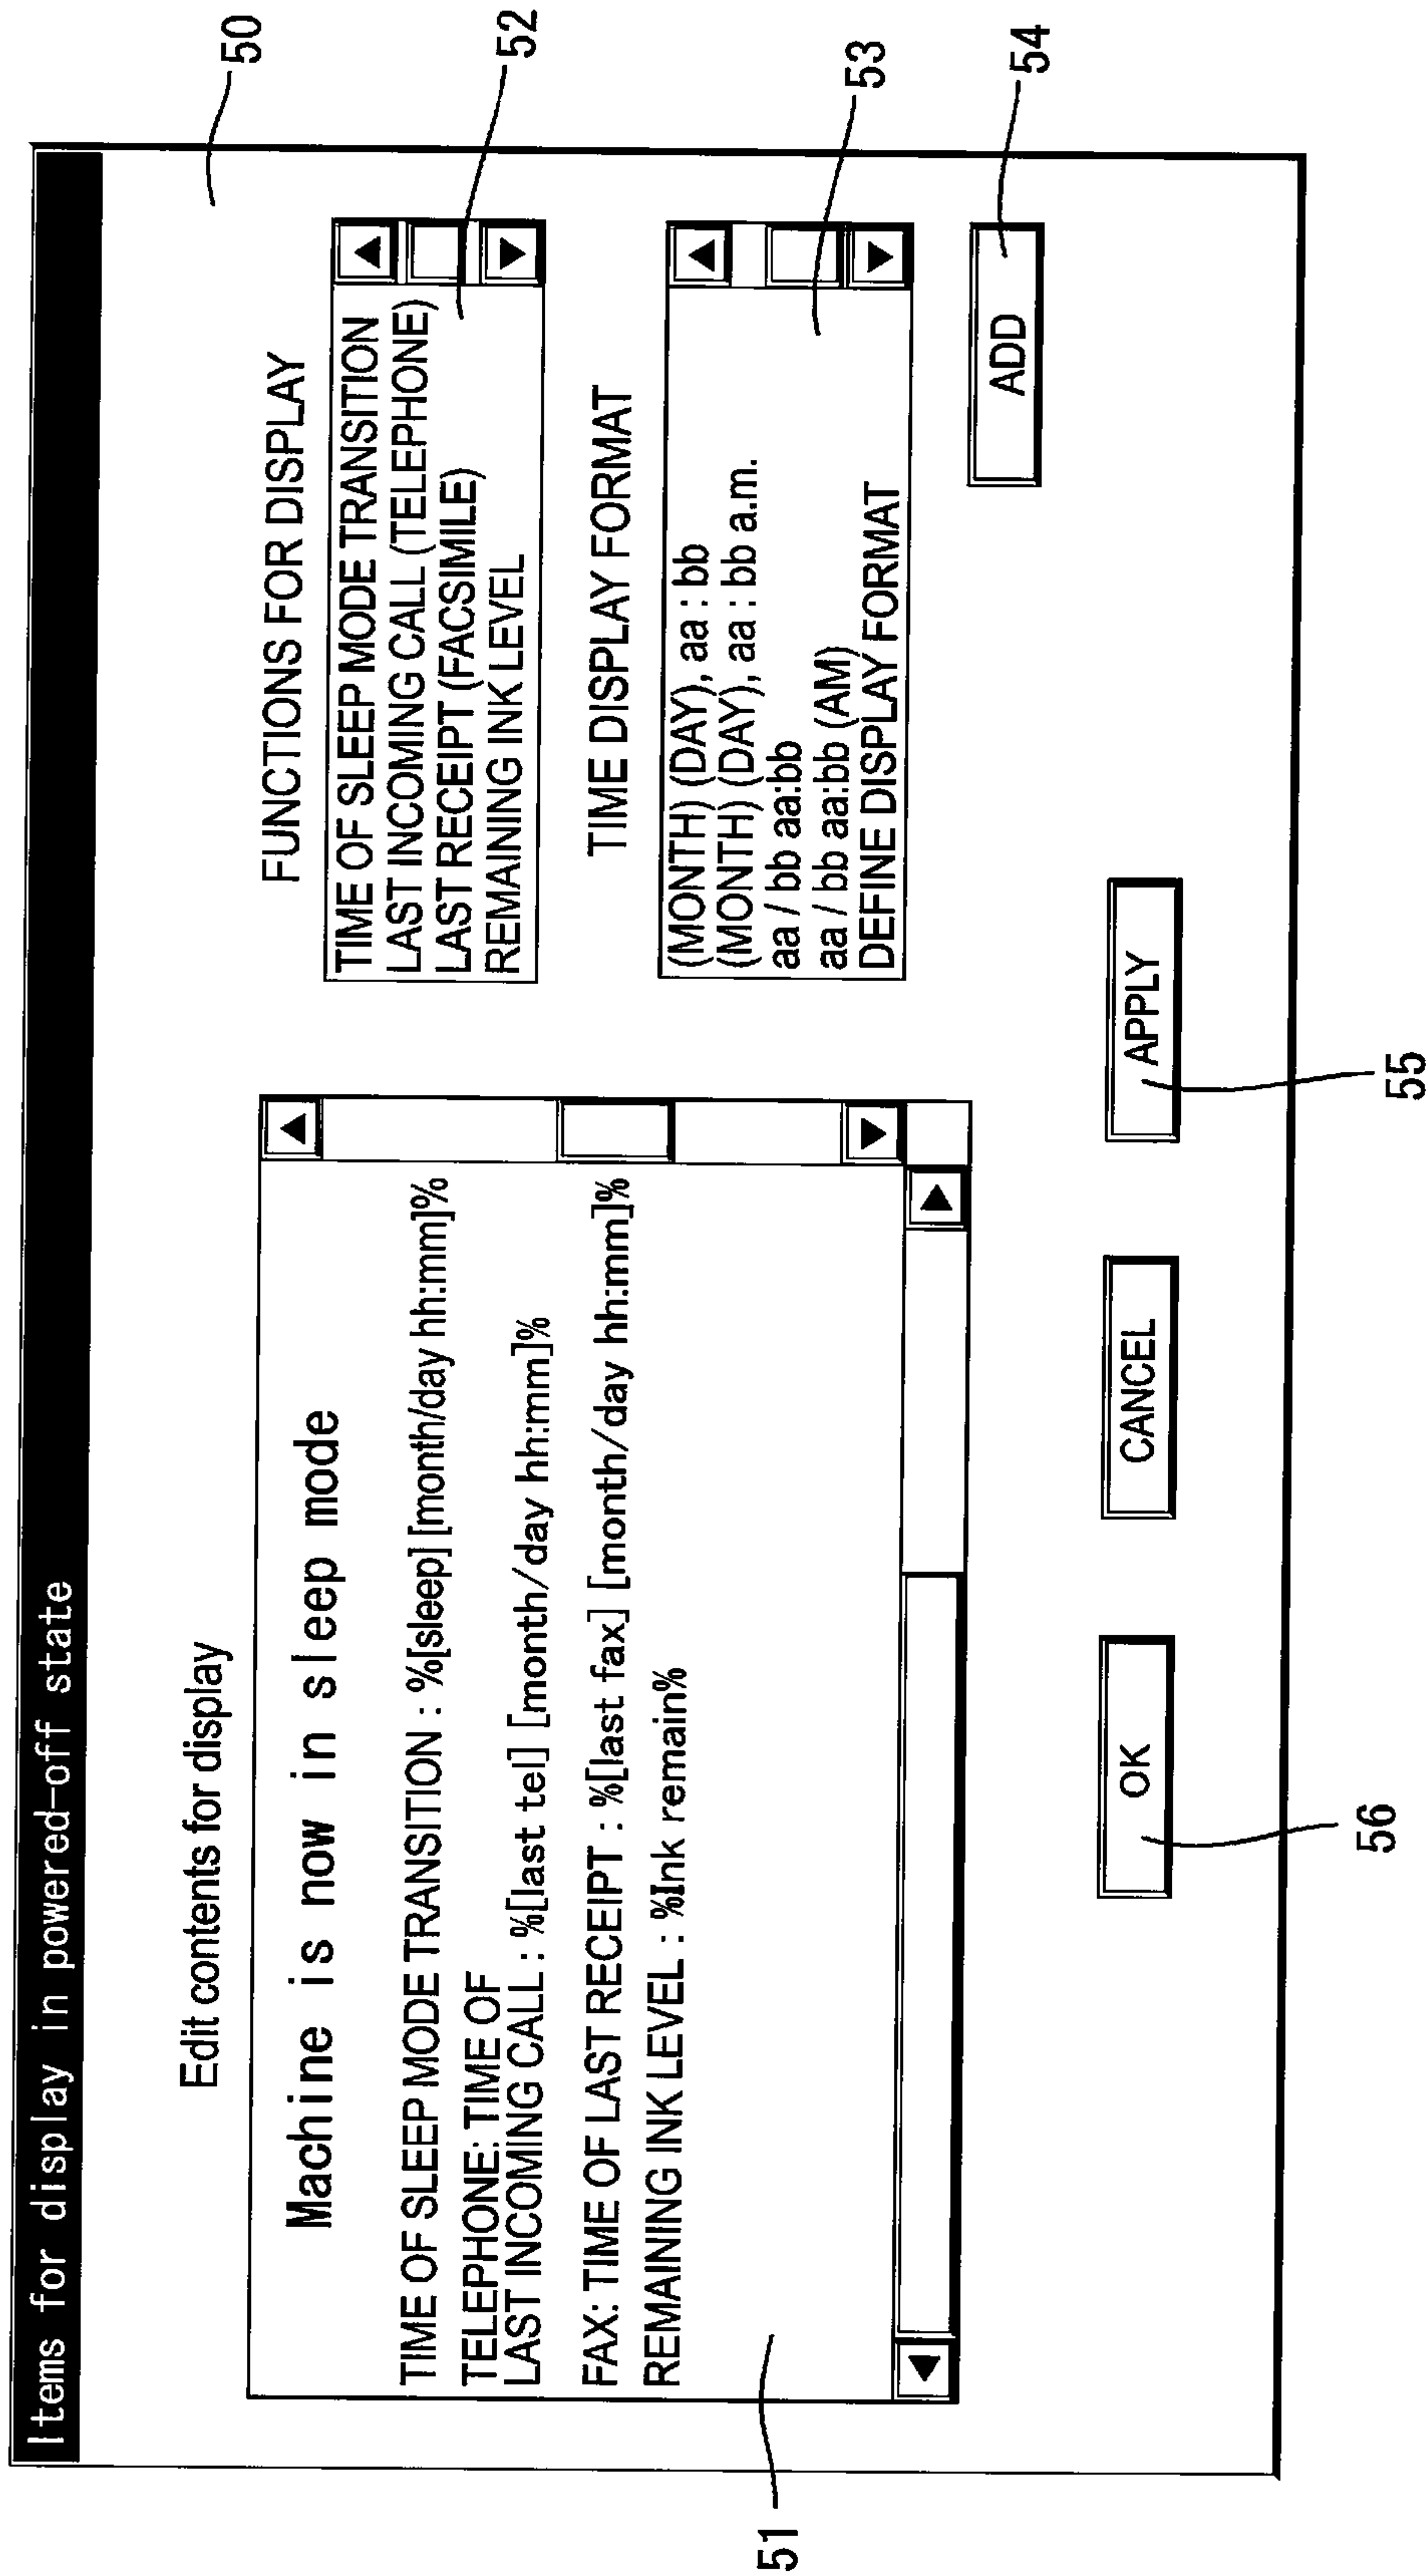 Items for display in powered-off state
50
Edit contents for display
Machine is now in sleep mode
TIME OF SLEEP MODE TRANSITION : %[sleep] [month/day hh:mm]%
TELEPHONE: TIME OF
LAST INCOMING CALL : %[last tel] [month/day hh:mm]%
FAX: TIME OF LAST RECEIPT : %[last fax] [month/day hh:mm]%
REMAINING INK LEVEL : %Ink remain%
51
FUNCTIONS FOR DISPLAY
TIME OF SLEEP MODE TRANSITION
LAST INCOMING CALL (TELEPHONE)
LAST RECEIPT (FACSIMILE)
REMAINING INK LEVEL
52
TIME DISPLAY FORMAT
(MONTH) (DAY), aa : bb
(MONTH) (DAY), aa : bb a.m.
aa / bb aa:bb
aa / bb aa:bb (AM)
DEFINE DISPLAY FORMAT
53
ADD
54
OK
CANCEL
APPLY
56
55